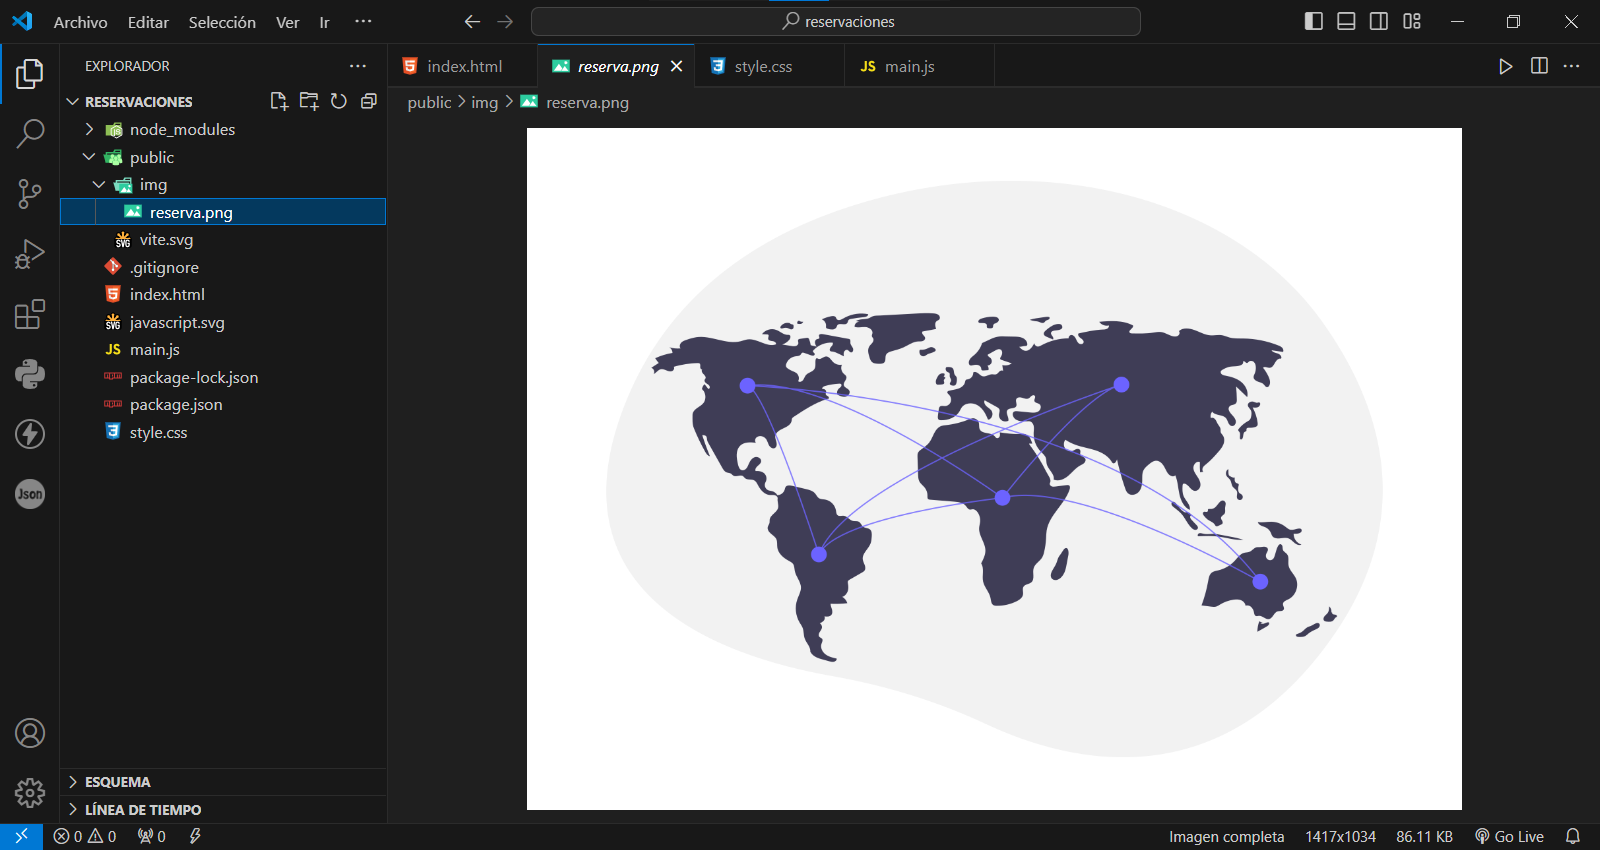 Archivo Editar Selección Ver Ir ··· reservaciones
EXPLORADOR ···
index.html reserva.png style.css JS main.js
RESERVACIONES
public > img > reserva.png
node_modules
public
img
reserva.png
SVG vite.svg
.gitignore
index.html
SVG javascript.svg
JS main.js
package-lock.json
package.json
style.css
Json
ESQUEMA
LÍNEA DE TIEMPO
0 0 0 Imagen completa 1417x1034 86.11 KB Go Live